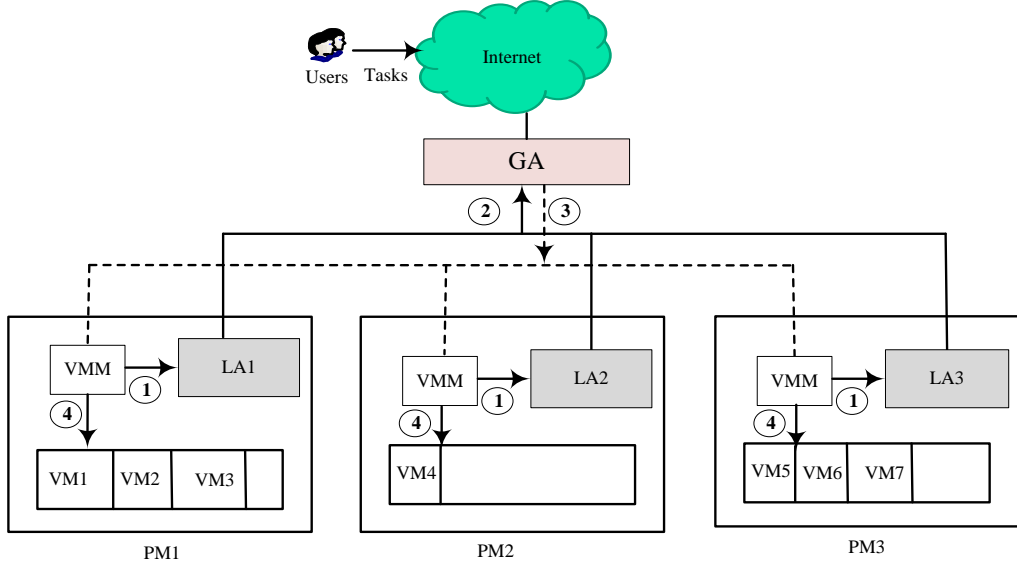 Internet
Users Tasks
GA
2 3
VMM LA1
1
4
VM1 VM2 VM3
PM1
VMM LA2
1
4
VM4
PM2
VMM LA3
1
4
VM5 VM6 VM7
PM3